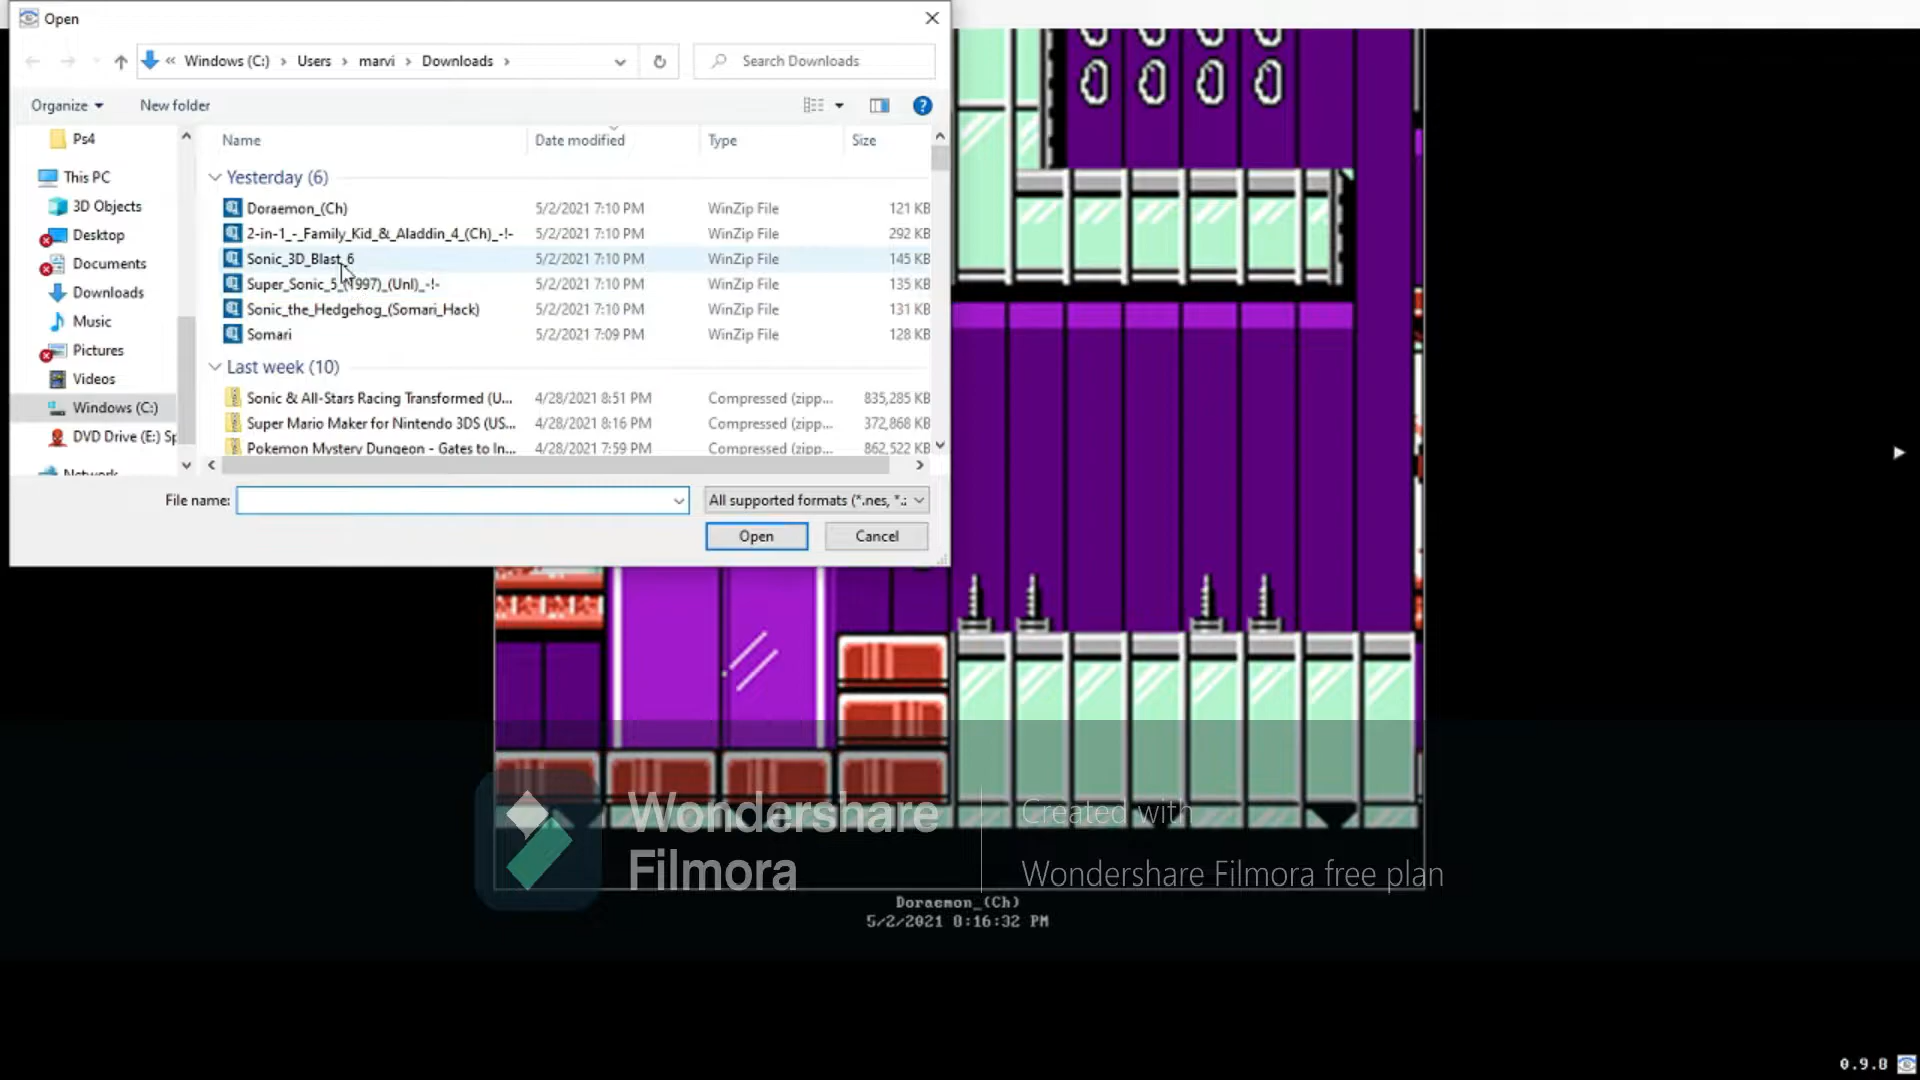 Open
« Windows (C:) › Users › marvi › Downloads ›
Search Downloads
Organize
New folder
Name
Date modified
Type
Size
Ps4
This PC
3D Objects
Desktop
Documents
Downloads
Music
Pictures
Videos
Windows (C:)
DVD Drive (E:) Sp
Network
Yesterday (6)
Doraemon_(Ch) 5/2/2021 7:10 PM WinZip File 121 KB
2-in-1_-_Family_Kid_&_Aladdin_4_(Ch)_-!- 5/2/2021 7:10 PM WinZip File 292 KB
Sonic_3D_Blast_6 5/2/2021 7:10 PM WinZip File 145 KB
Super_Sonic_5_(1997)_(Unl)_-!- 5/2/2021 7:10 PM WinZip File 135 KB
Sonic_the_Hedgehog_(Somari_Hack) 5/2/2021 7:10 PM WinZip File 131 KB
Somari 5/2/2021 7:09 PM WinZip File 128 KB
Last week (10)
Sonic & All-Stars Racing Transformed (U... 4/28/2021 8:51 PM Compressed (zipp... 835,285 KB
Super Mario Maker for Nintendo 3DS (US... 4/28/2021 8:16 PM Compressed (zipp... 372,868 KB
Pokemon Mystery Dungeon - Gates to In... 4/28/2021 7:59 PM Compressed (zipp... 862,522 KB
File name:
All supported formats (*.nes, *.:
Open
Cancel
Wondershare
Filmora
Created with
Wondershare Filmora free plan
Doraemon_(Ch)
5/2/2021 8:16:32 PM
0.9.8